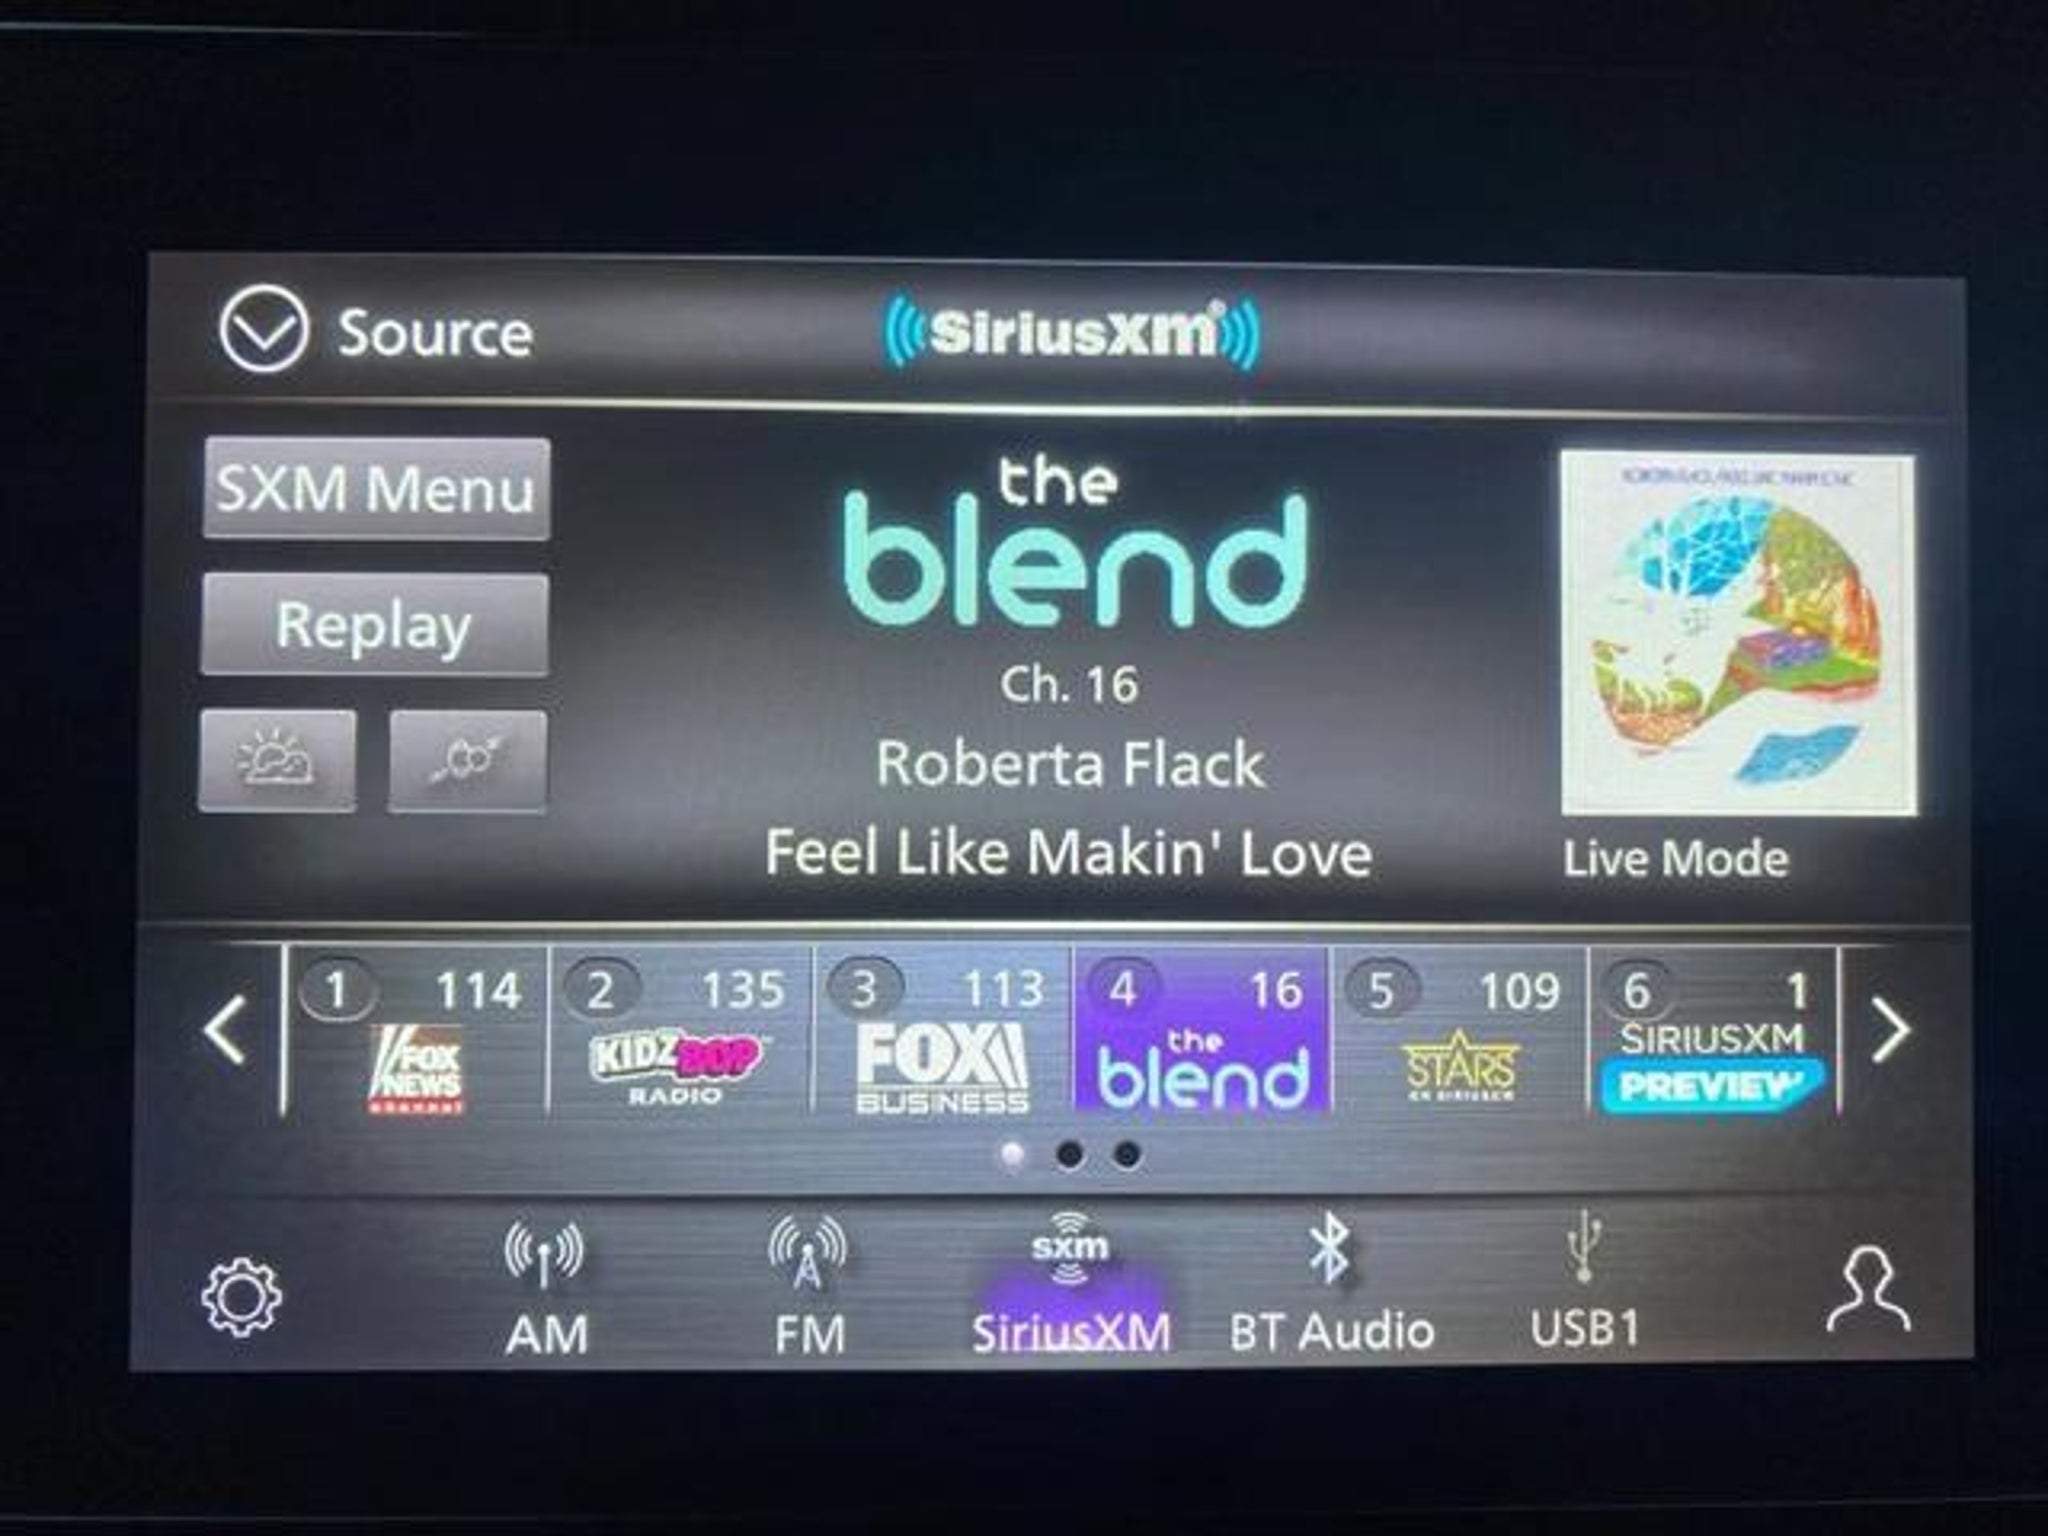 Source
SiriusXM
SXM Menu
Replay
the
blend
Ch. 16
Roberta Flack
Feel Like Makin' Love
Live Mode
1 114
FOX
NEWS
channel
2 135
KIDZ BOP
RADIO
3 113
FOX
BUSINESS
4 16
the
blend
5 109
STARS
6 1
SIRIUSXM
PREVIEW
AM
FM
sxm
SiriusXM
BT Audio
USB1